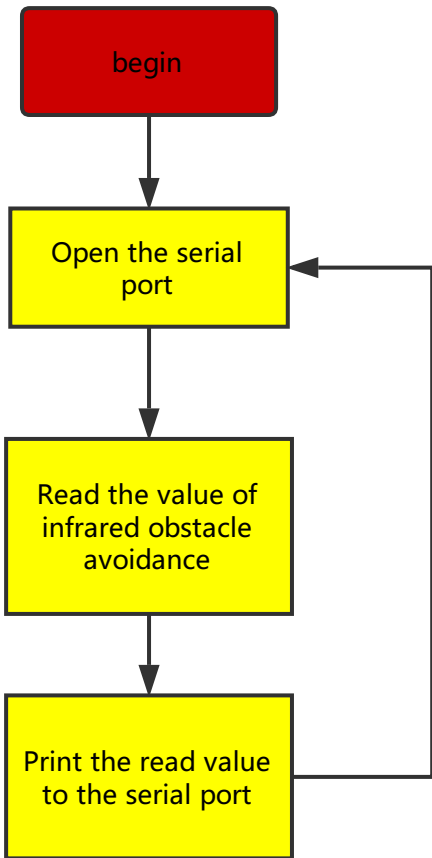 begin
Open the serial
port
Read the value of
infrared obstacle
avoidance
Print the read value
to the serial port